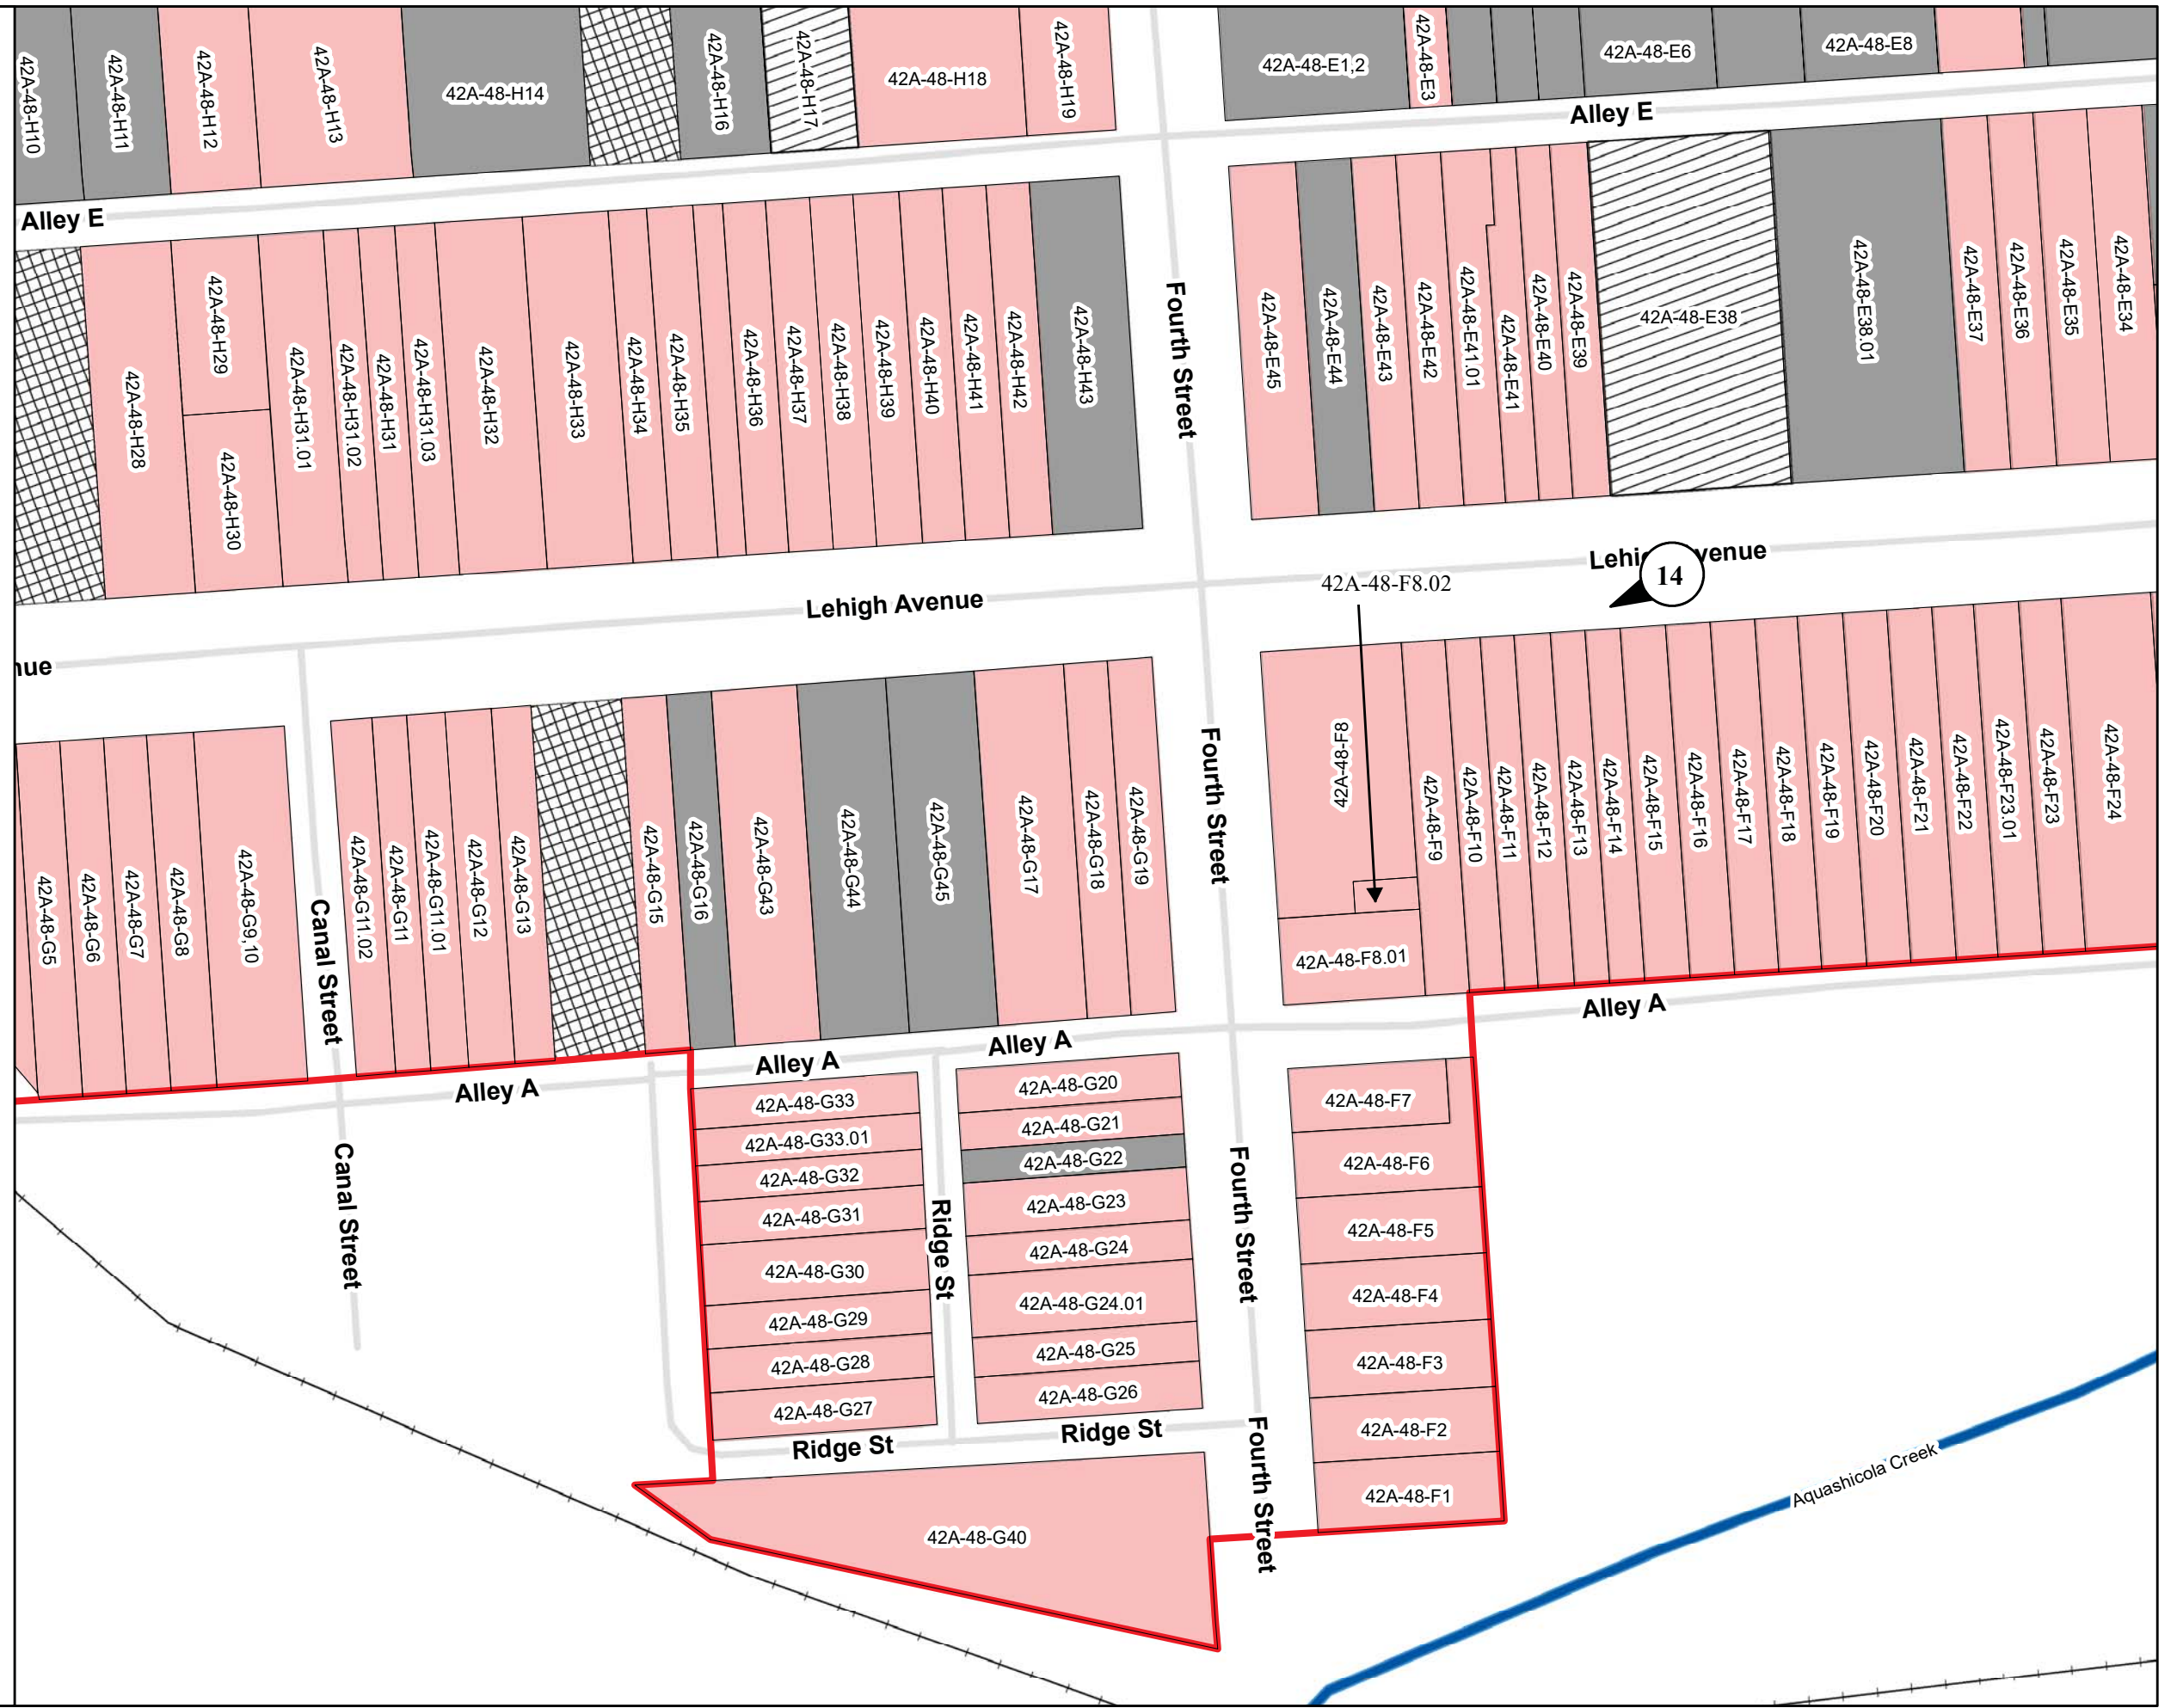 42A-48-H10
42A-48-H11
42A-48-H12
42A-48-H13
42A-48-H14
42A-48-H16
42A-48-H17
42A-48-H18
42A-48-H19
42A-48-E1,2
42A-48-E3
42A-48-E6
42A-48-E8
Alley E
Alley E
42A-48-H28
42A-48-H29
42A-48-H30
42A-48-H31.01
42A-48-H31.02
42A-48-H31
42A-48-H31.03
42A-48-H32
42A-48-H33
42A-48-H34
42A-48-H35
42A-48-H36
42A-48-H37
42A-48-H38
42A-48-H39
42A-48-H40
42A-48-H41
42A-48-H42
42A-48-H43
Fourth Street
42A-48-E45
42A-48-E44
42A-48-E43
42A-48-E42
42A-48-E41.01
42A-48-E41
42A-48-E40
42A-48-E39
42A-48-E38
42A-48-E38.01
42A-48-E37
42A-48-E36
42A-48-E35
42A-48-E34
Lehigh Avenue
14
42A-48-F8.02
Lehigh Avenue
nue
42A-48-G5
42A-48-G6
42A-48-G7
42A-48-G8
42A-48-G9,10
Canal Street
42A-48-G11.02
42A-48-G11
42A-48-G11.01
42A-48-G12
42A-48-G13
42A-48-G15
42A-48-G16
42A-48-G43
42A-48-G44
42A-48-G45
42A-48-G17
42A-48-G18
42A-48-G19
Fourth Street
42A-48-F8
42A-48-F8.01
42A-48-F9
42A-48-F10
42A-48-F11
42A-48-F12
42A-48-F13
42A-48-F14
42A-48-F15
42A-48-F16
42A-48-F17
42A-48-F18
42A-48-F19
42A-48-F20
42A-48-F21
42A-48-F22
42A-48-F23.01
42A-48-F23
42A-48-F24
Alley A
Alley A
Alley A
Alley A
Canal Street
42A-48-G33
42A-48-G33.01
42A-48-G32
42A-48-G31
42A-48-G30
42A-48-G29
42A-48-G28
42A-48-G27
Ridge St
42A-48-G20
42A-48-G21
42A-48-G22
42A-48-G23
42A-48-G24
42A-48-G24.01
42A-48-G25
42A-48-G26
Fourth Street
42A-48-F7
42A-48-F6
42A-48-F5
42A-48-F4
42A-48-F3
42A-48-F2
42A-48-F1
Ridge St
Ridge St
Fourth Street
42A-48-G40
Aquashicola Creek